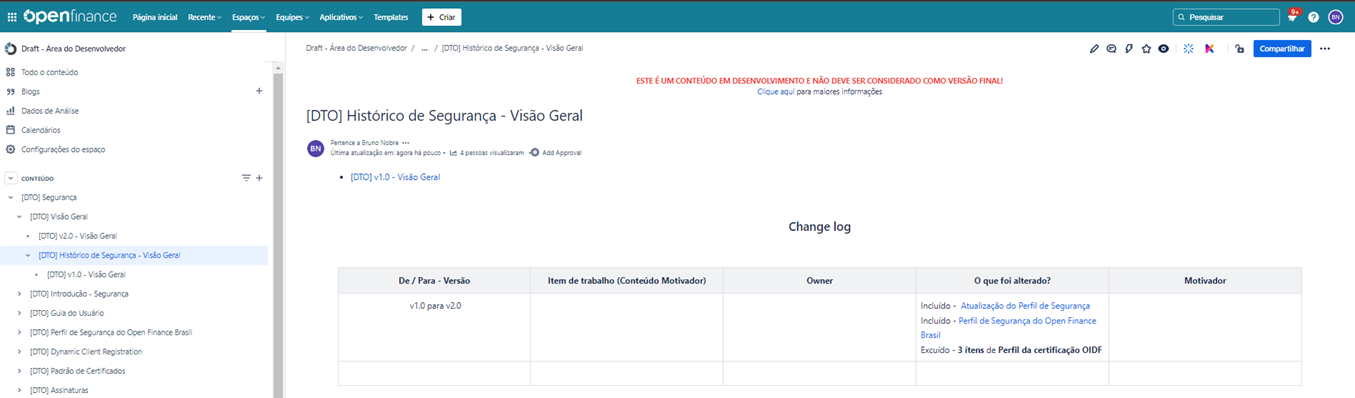 openfinance Página inicial Recente Espaços Equipes Aplicativos Templates + Criar Pesquisar 9+ BN
Draft - Área do Desenvolvedor
Todo o conteúdo
Blogs
Dados de Análise
Calendários
Configurações do espaço
CONTEÚDO
[DTO] Segurança
[DTO] Visão Geral
[DTO] v2.0 - Visão Geral
[DTO] Histórico de Segurança - Visão Geral
[DTO] v1.0 - Visão Geral
[DTO] Introdução - Segurança
[DTO] Guia do Usuário
[DTO] Perfil de Segurança do Open Finance Brasil
[DTO] Dynamic Client Registration
[DTO] Padrão de Certificados
[DTO] Assinaturas
Draft - Área do Desenvolvedor / ... / [DTO] Histórico de Segurança - Visão Geral Compartilhar
ESTE É UM CONTEÚDO EM DESENVOLVIMENTO E NÃO DEVE SER CONSIDERADO COMO VERSÃO FINAL!
Clique aqui para maiores informações
[DTO] Histórico de Segurança - Visão Geral
BN Pertence a Bruno Nobre
Última atualização em: agora há pouco • 4 pessoas visualizaram • Add Approval
• [DTO] v1.0 - Visão Geral
Change log
De / Para - Versão Item de trabalho (Conteúdo Motivador) Owner O que foi alterado? Motivador
v1.0 para v2.0 Incluído - Atualização do Perfil de Segurança
Incluído - Perfil de Segurança do Open Finance
Brasil
Excuído - 3 ítens de Perfil da certificação OIDF